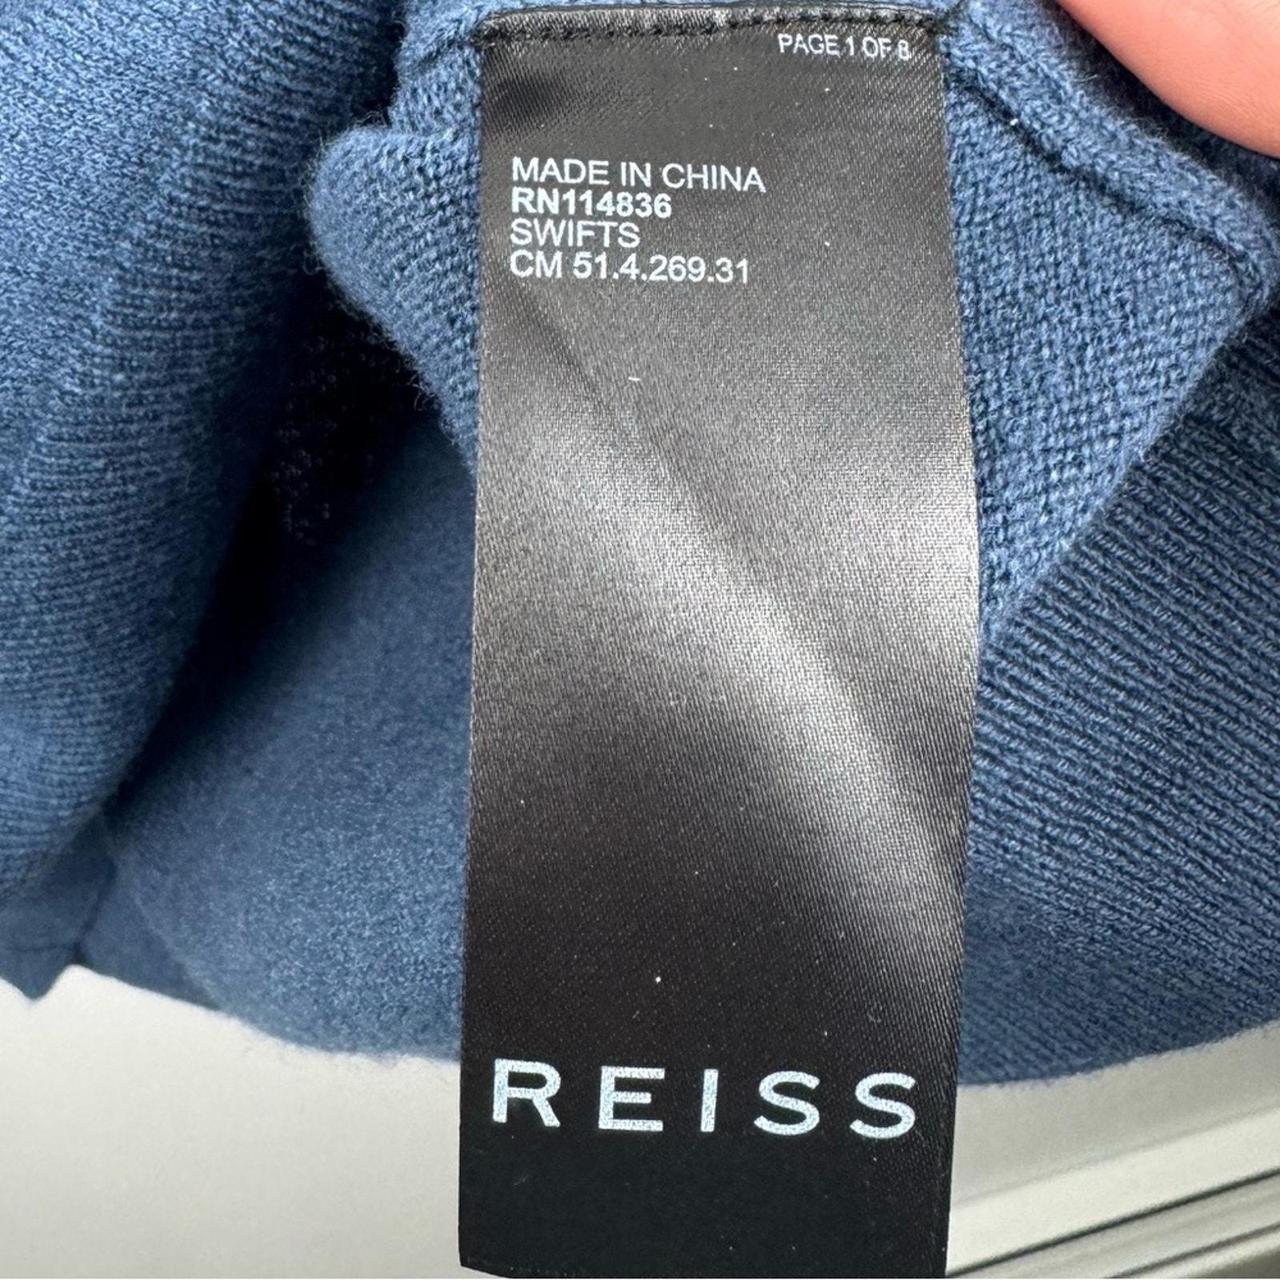 PAGE 1 OF 8
MADE IN CHINA
RN114836
SWIFTS
CM 51.4.269.31
REISS